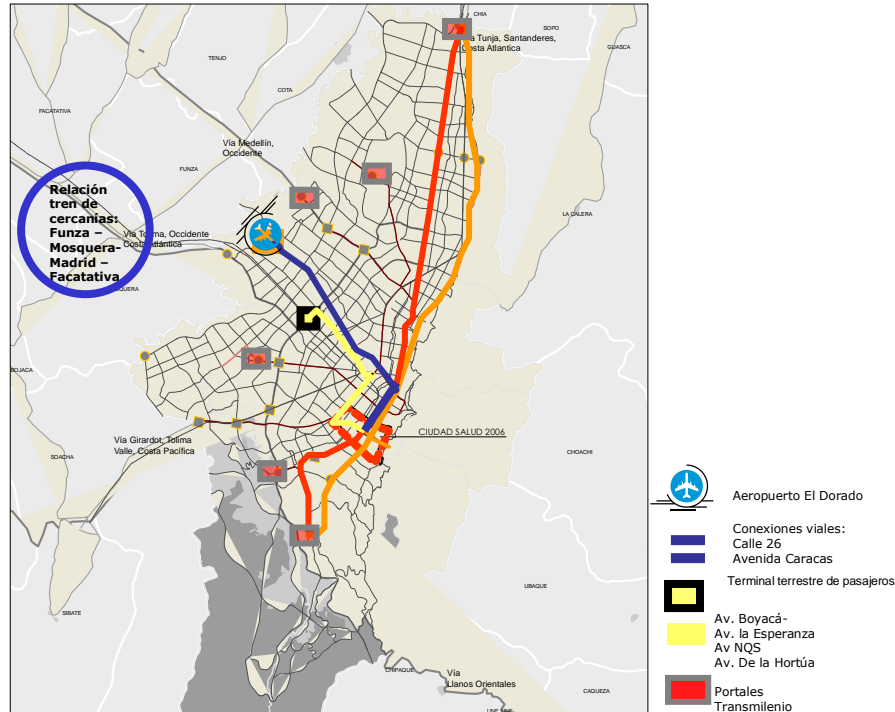 CHIA
SOPO
Vía Tunja, Santanderes,
Costa Atlantica
GUASCA
TENJO
COTA
FACATATIVA
Vía Medellín,
Occidente
FUNZA
Relación
tren de
cercanías:
Funza –
Mosquera-
Madrid –
Facatativa
LA CALERA
Vía Tolima, Occidente
Costa Atlántica
BOJACA
CIUDAD SALUD 2006
Vía Girardot, Tolima
Valle, Costa Pacífica
SOACHA
CHOACHI
UBAQUE
SIBATE
CHIPAQUE
Vía
Llanos Orientales
CAQUEZA
Aeropuerto El Dorado
Conexiones viales:
Calle 26
Avenida Caracas
Terminal terrestre de pasajeros
Av. Boyacá-
Av. la Esperanza
Av NQS
Av. De la Hortúa
Portales
Transmilenio